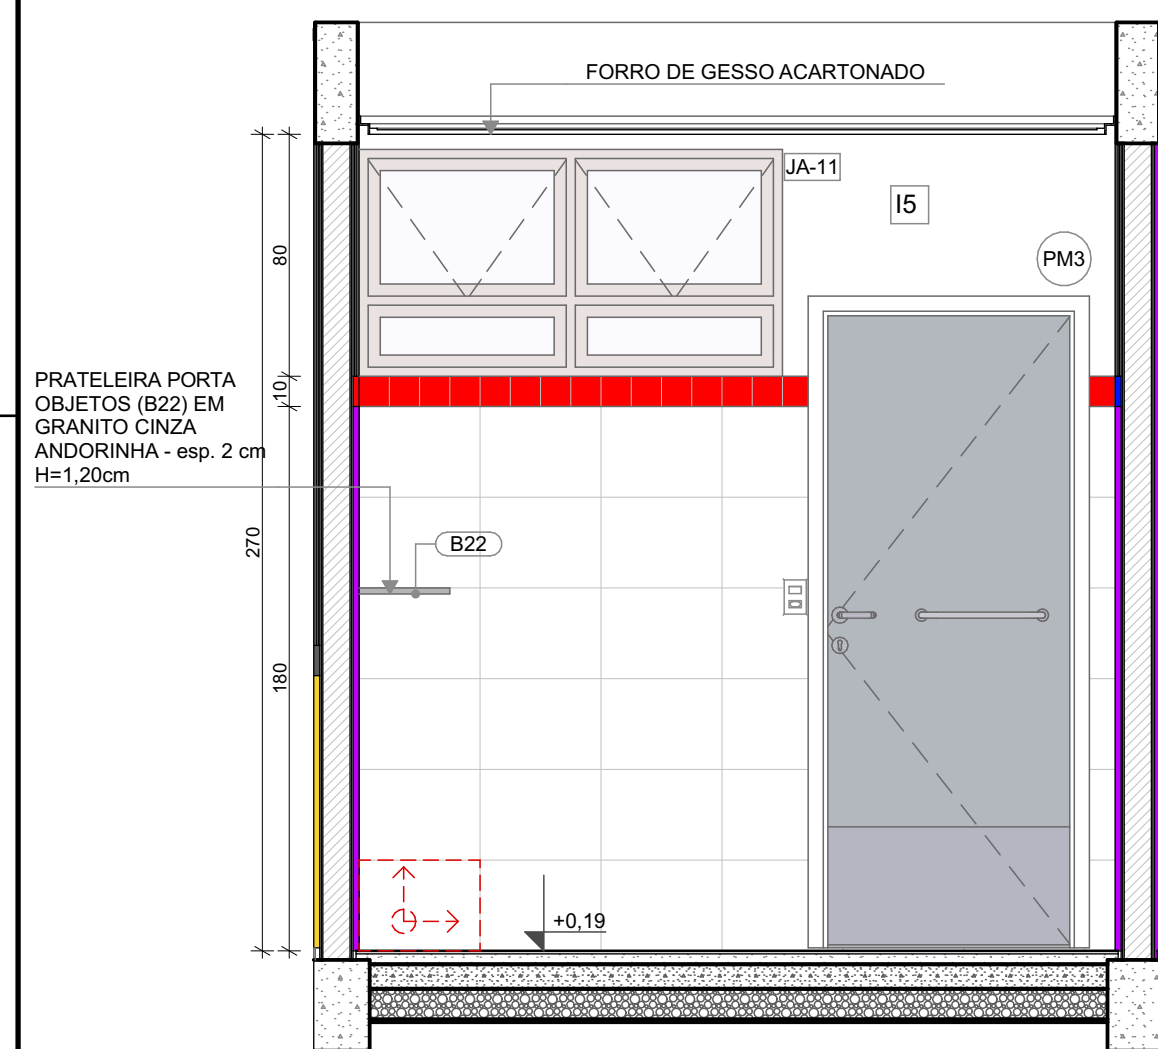 FORRO DE GESSO ACARTONADO
JA-11
I5
PM3
80
10
270
180
PRATELEIRA PORTA
OBJETOS (B22) EM
GRANITO CINZA
ANDORINHA - esp. 2 cm
H=1,20cm
B22
+0,19